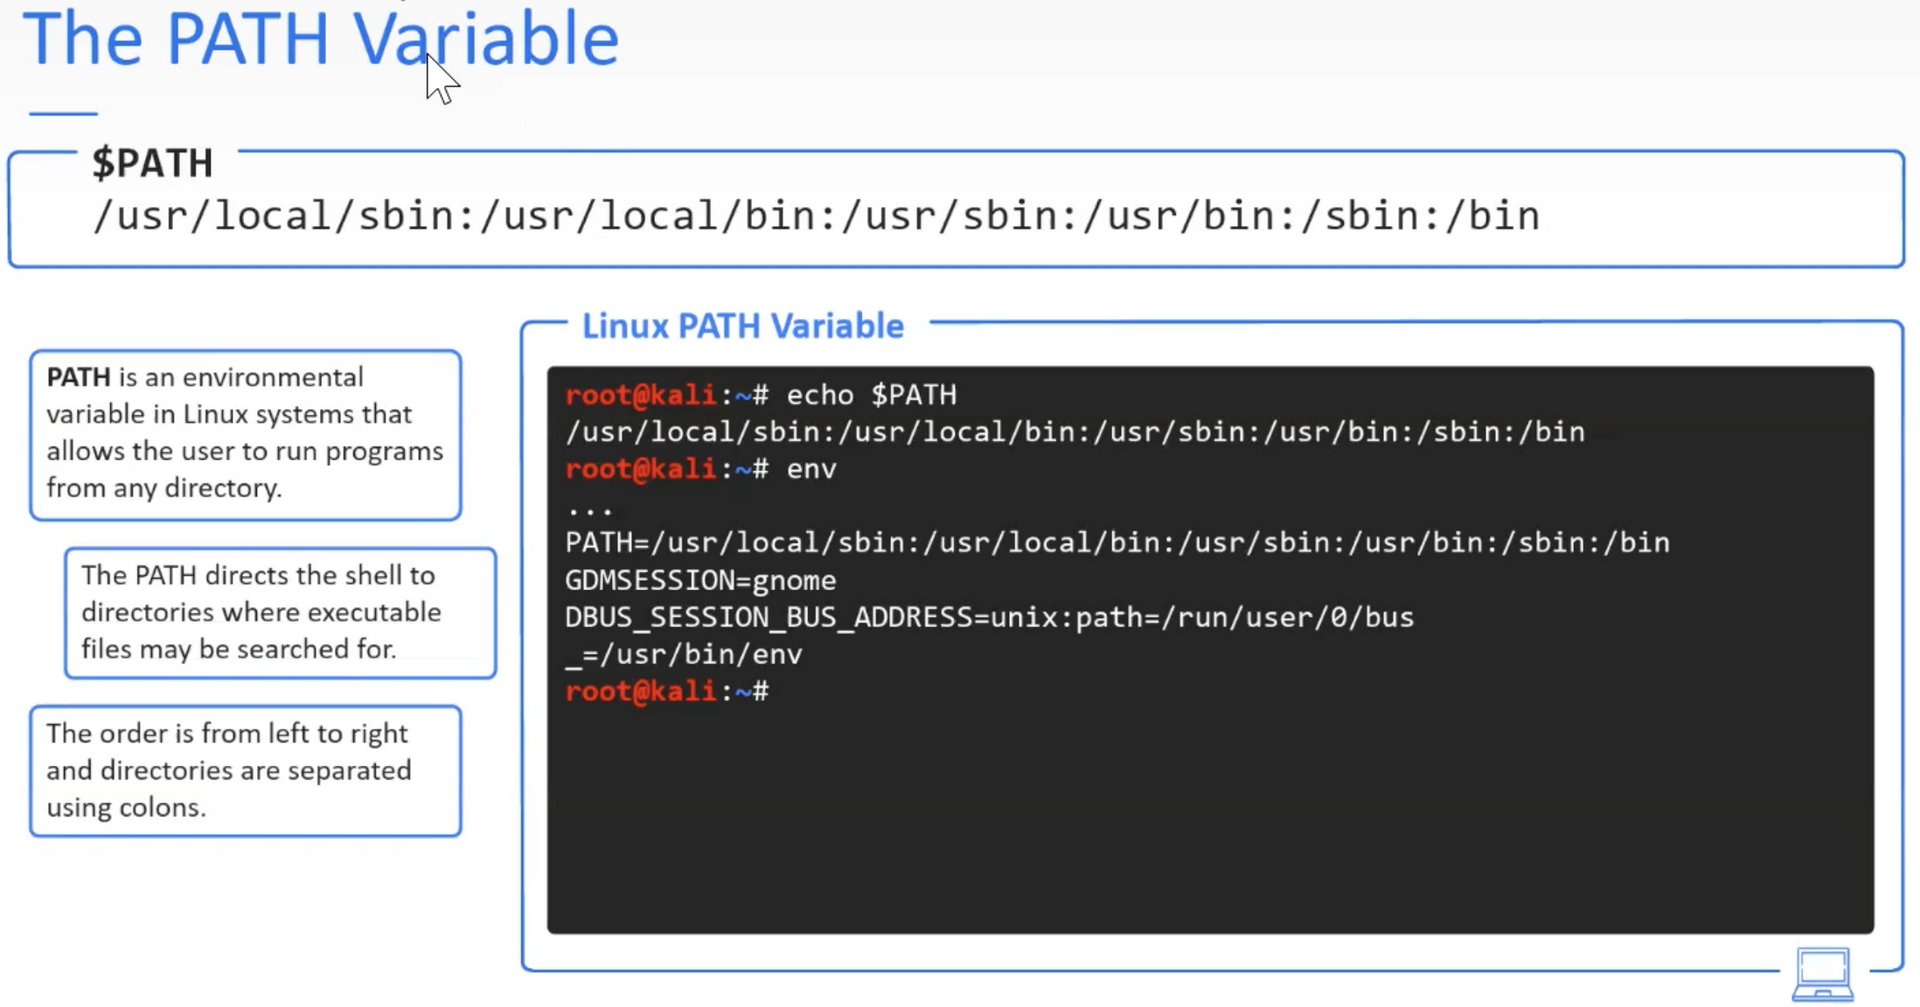 The PATH Variable
$PATH
/usr/local/sbin:/usr/local/bin:/usr/sbin:/usr/bin:/sbin:/bin
PATH is an environmental
variable in Linux systems that
allows the user to run programs
from any directory.
The PATH directs the shell to
directories where executable
files may be searched for.
The order is from left to right
and directories are separated
using colons.
Linux PATH Variable
root@kali:~# echo $PATH
/usr/local/sbin:/usr/local/bin:/usr/sbin:/usr/bin:/sbin:/bin
root@kali:~# env
...
PATH=/usr/local/sbin:/usr/local/bin:/usr/sbin:/usr/bin:/sbin:/bin
GDMSESSION=gnome
DBUS_SESSION_BUS_ADDRESS=unix:path=/run/user/0/bus
_=/usr/bin/env
root@kali:~#